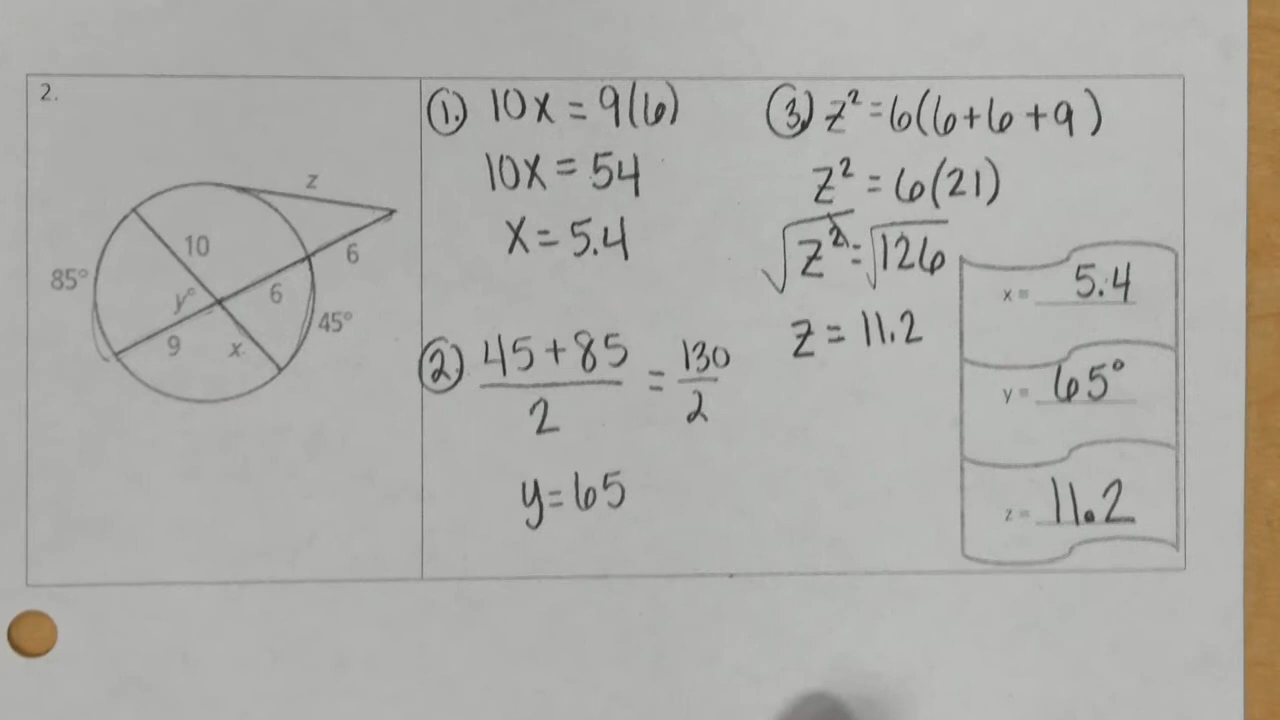 2.
z
10
6
85°
y°
6
45°
9
x
① 10x = 9(6)
10x = 54
x = 5.4
② 45+85 / 2 = 130 / 2
y = 65
③ z² = 6(6+6+9)
z² = 6(21)
√z² = √126
z = 11.2
x = 5.4
y = 65°
z = 11.2